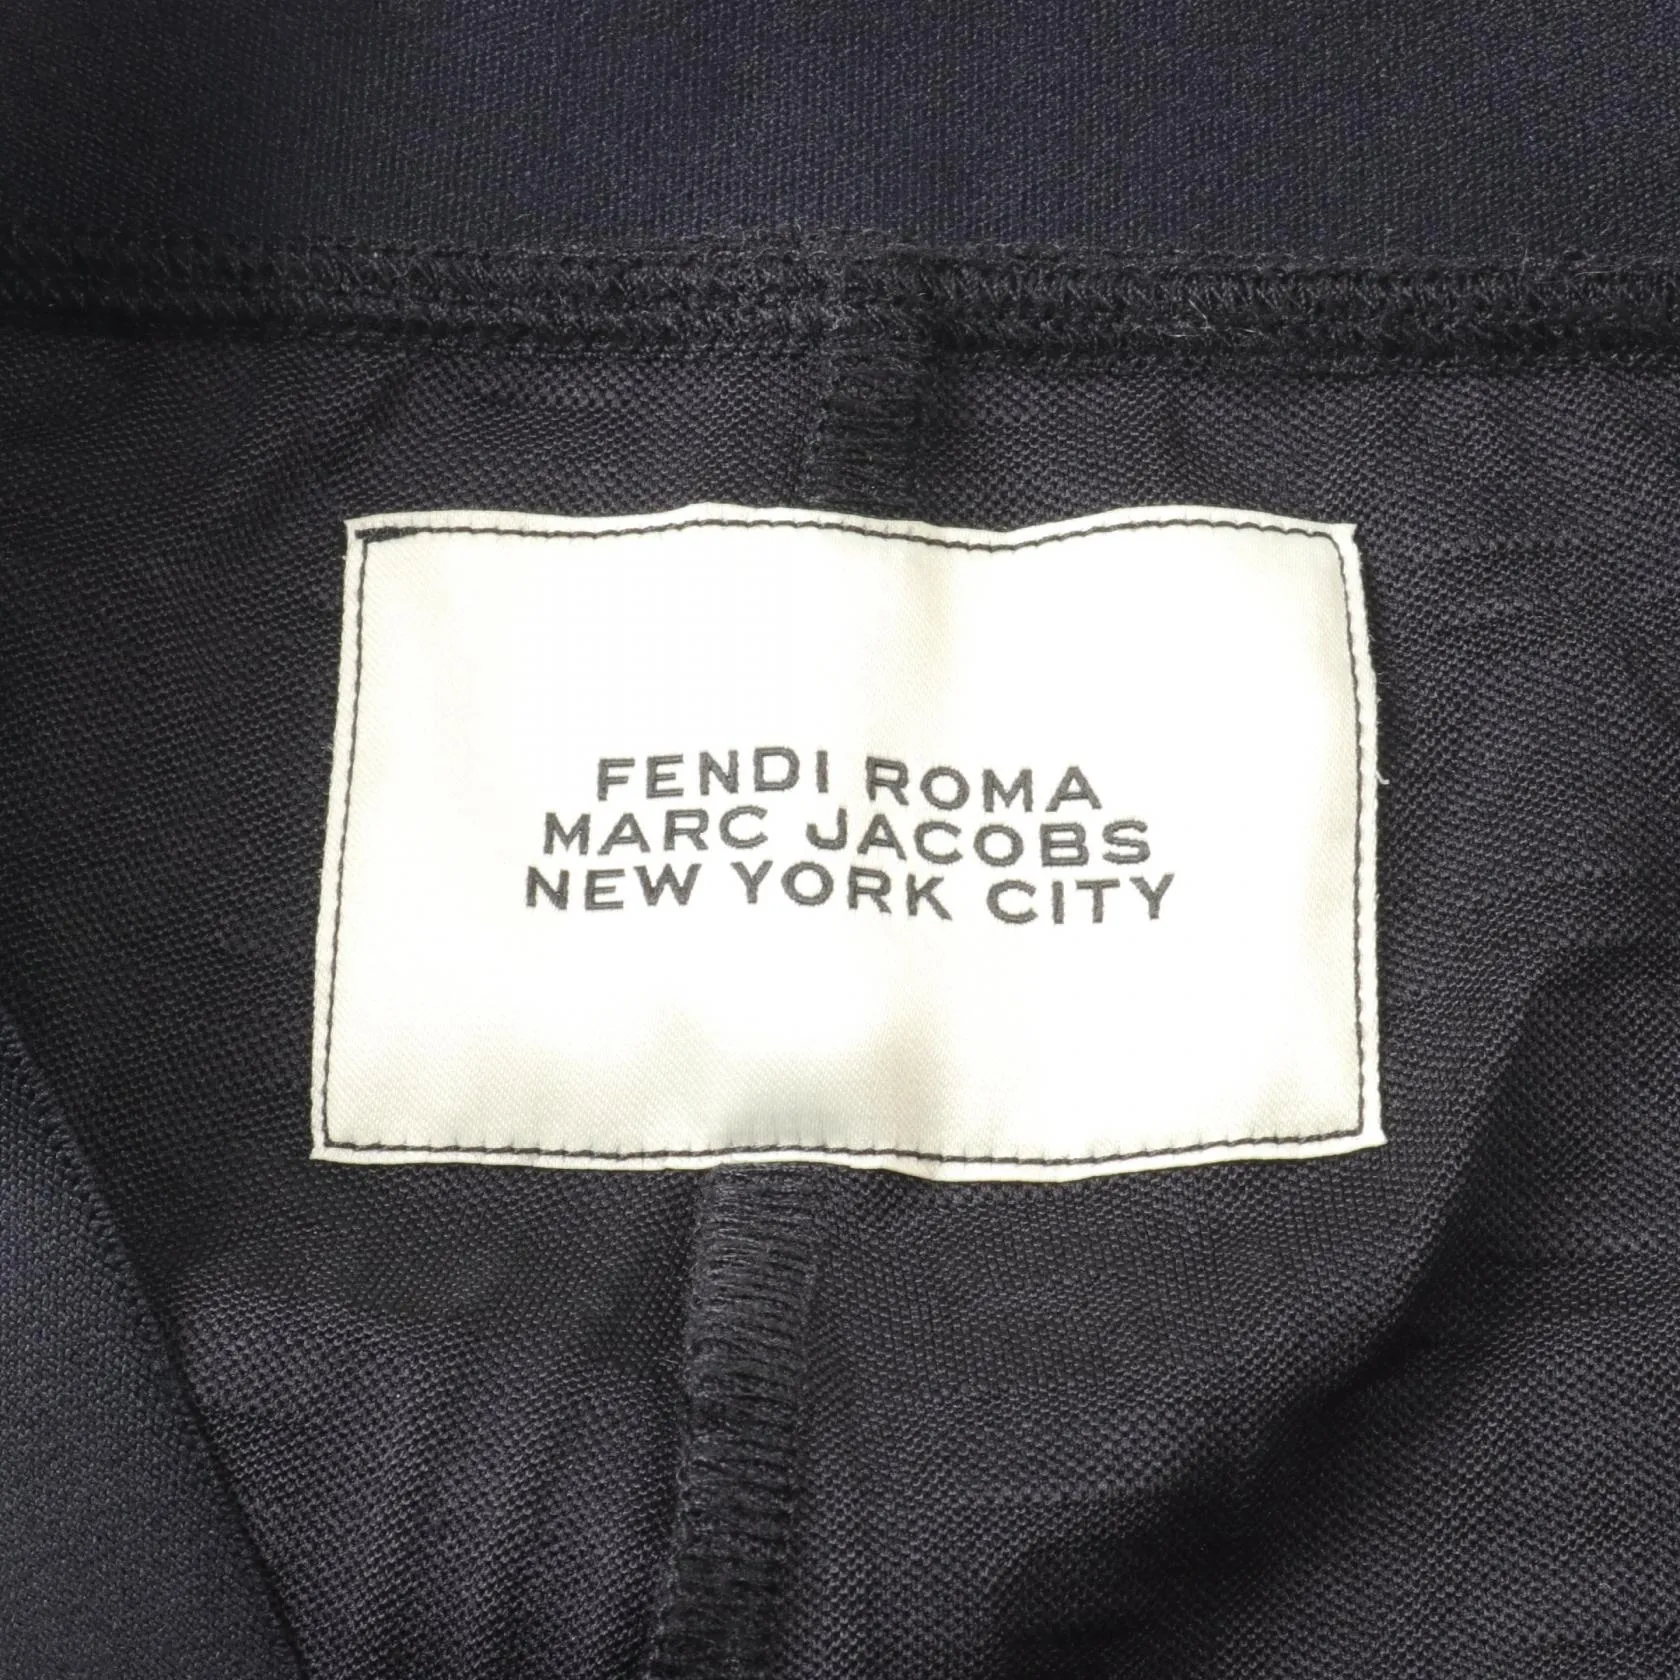 FENDI ROMA
MARC JACOBS
NEW YORK CITY